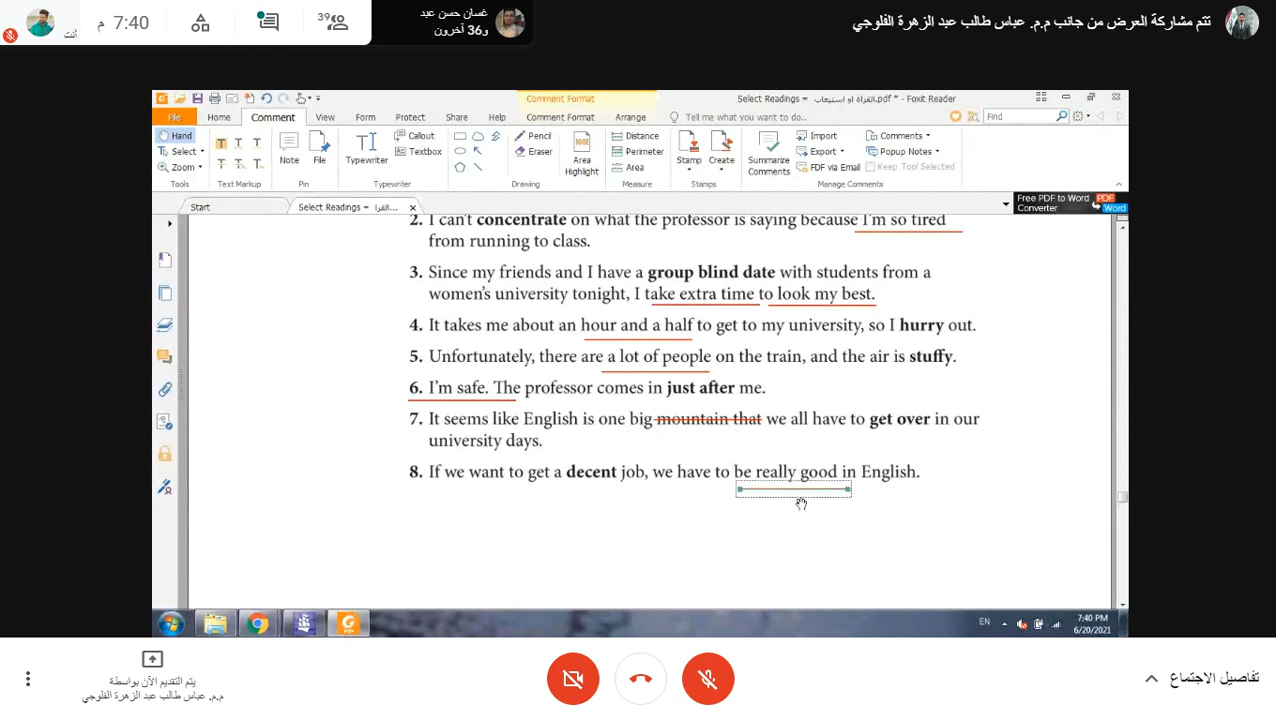 7:40 م
39
أنت
غسان حسن عيد
و36 آخرون
تتم مشاركة العرض من جانب م.م. عباس طالب عبد الزهرة الفلوجي
Comment Format
Select Readings = القراة او استيعاب.pdf * - Foxit Reader
File Home Comment View Form Protect Share Help Comment Format Arrange Tell me what you want to do.. Find
Hand
Select
Zoom
Tools
Text Markup
Note
File
Pin
Typewriter
Callout
Textbox
Typewriter
Pencil
Eraser
Drawing
Area
Highlight
Distance
Perimeter
Area
Measure
Stamp
Create
Stamps
Summarize
Comments
Import
Export
FDF via Email
Comments
Popup Notes
Keep Tool Selected
Manage Comments
Start
Select Readings = القرا...
Free PDF to Word
Converter
PDF
Word
2. I can't concentrate on what the professor is saying because I'm so tired
from running to class.
3. Since my friends and I have a group blind date with students from a
women's university tonight, I take extra time to look my best.
4. It takes me about an hour and a half to get to my university, so I hurry out.
5. Unfortunately, there are a lot of people on the train, and the air is stuffy.
6. I'm safe. The professor comes in just after me.
7. It seems like English is one big mountain that we all have to get over in our
university days.
8. If we want to get a decent job, we have to be really good in English.
EN
7:40 PM
6/20/2021
يتم التقديم الآن بواسطة
م.م. عباس طالب عبد الزهرة الفلوجي
تفاصيل الاجتماع